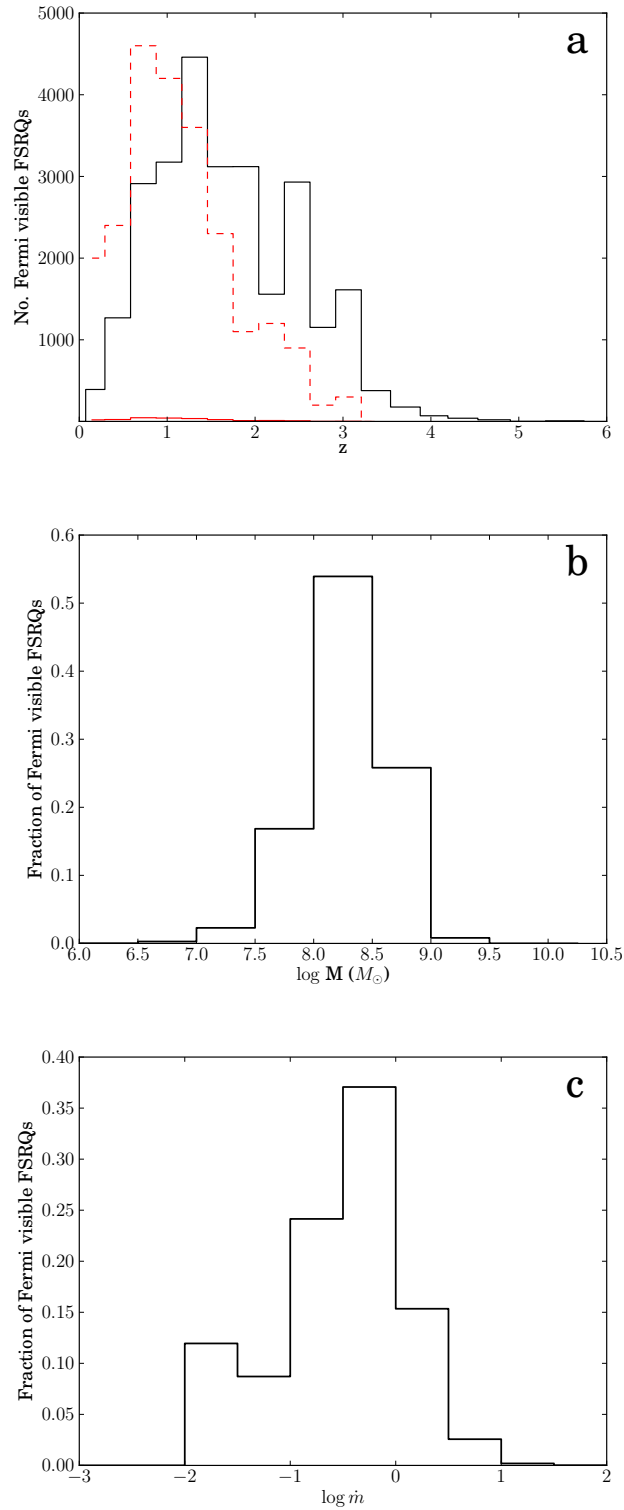 a
5000
4000
3000
2000
1000
No. Fermi visible FSRQs
0 1 2 3 4 5 6
z
b
0.6
0.5
0.4
0.3
0.2
0.1
0.0
Fraction of Fermi visible FSRQs
6.0 6.5 7.0 7.5 8.0 8.5 9.0 9.5 10.0 10.5
log M (M⊙)
c
0.40
0.35
0.30
0.25
0.20
0.15
0.10
0.05
0.00
Fraction of Fermi visible FSRQs
−3 −2 −1 0 1 2
log ṁ